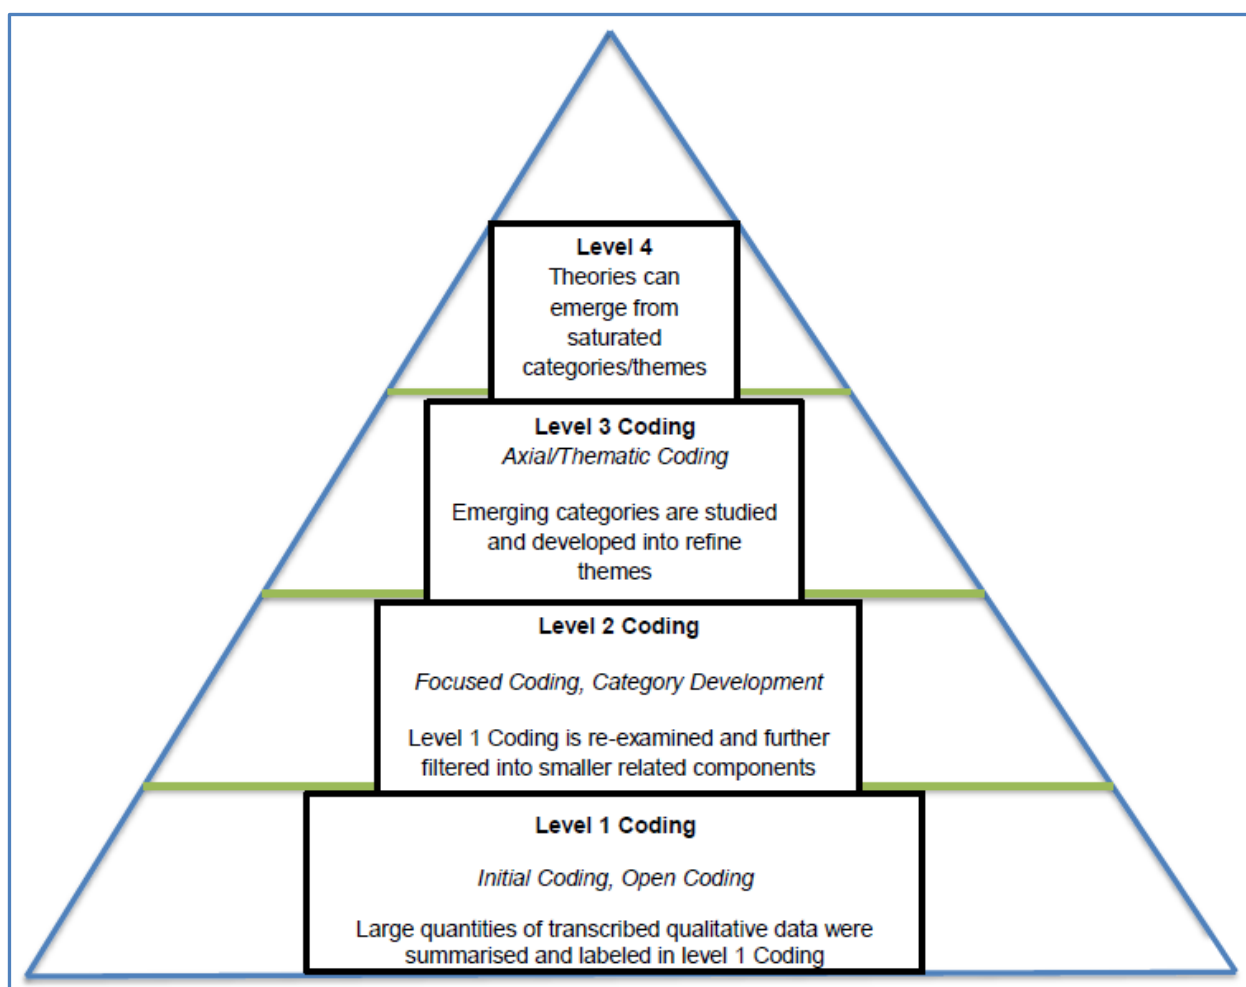 Level 4
Theories can
emerge from
saturated
categories/themes
Level 3 Coding
Axial/Thematic Coding
Emerging categories are studied
and developed into refine
themes
Level 2 Coding
Focused Coding, Category Development
Level 1 Coding is re-examined and further
filtered into smaller related components
Level 1 Coding
Initial Coding, Open Coding
Large quantities of transcribed qualitative data were
summarised and labeled in level 1 Coding